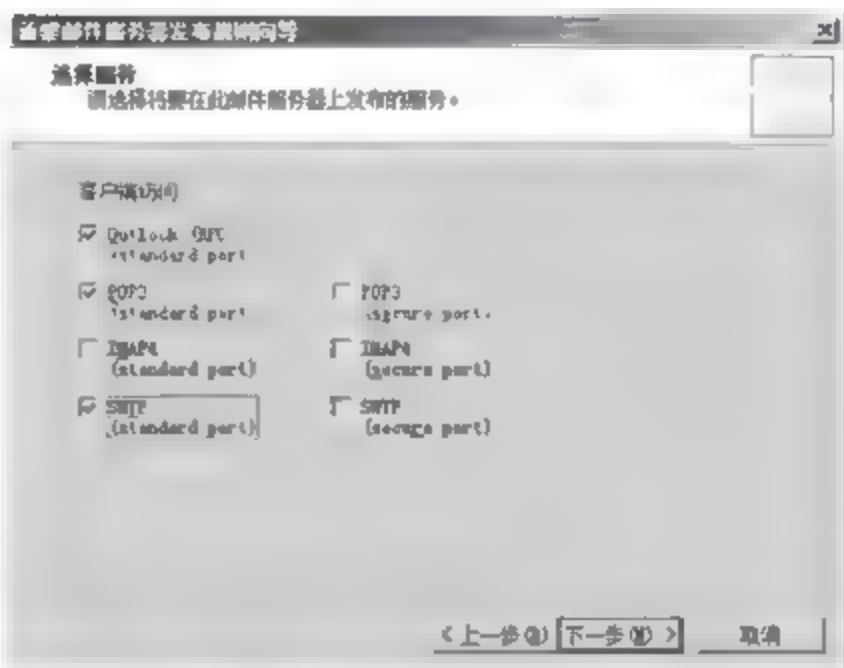 新建邮件服务器发布规则向导
选择服务
请选择将要在此邮件服务器上发布的服务。
客户端访问
Outlook RPC
(standard port)
POP3
(standard port)
POP3
(secure port)
IMAP4
(standard port)
IMAP4
(secure port)
SMTP
(standard port)
SMTP
(secure port)
< 上一步(B)
下一步(N) >
取消